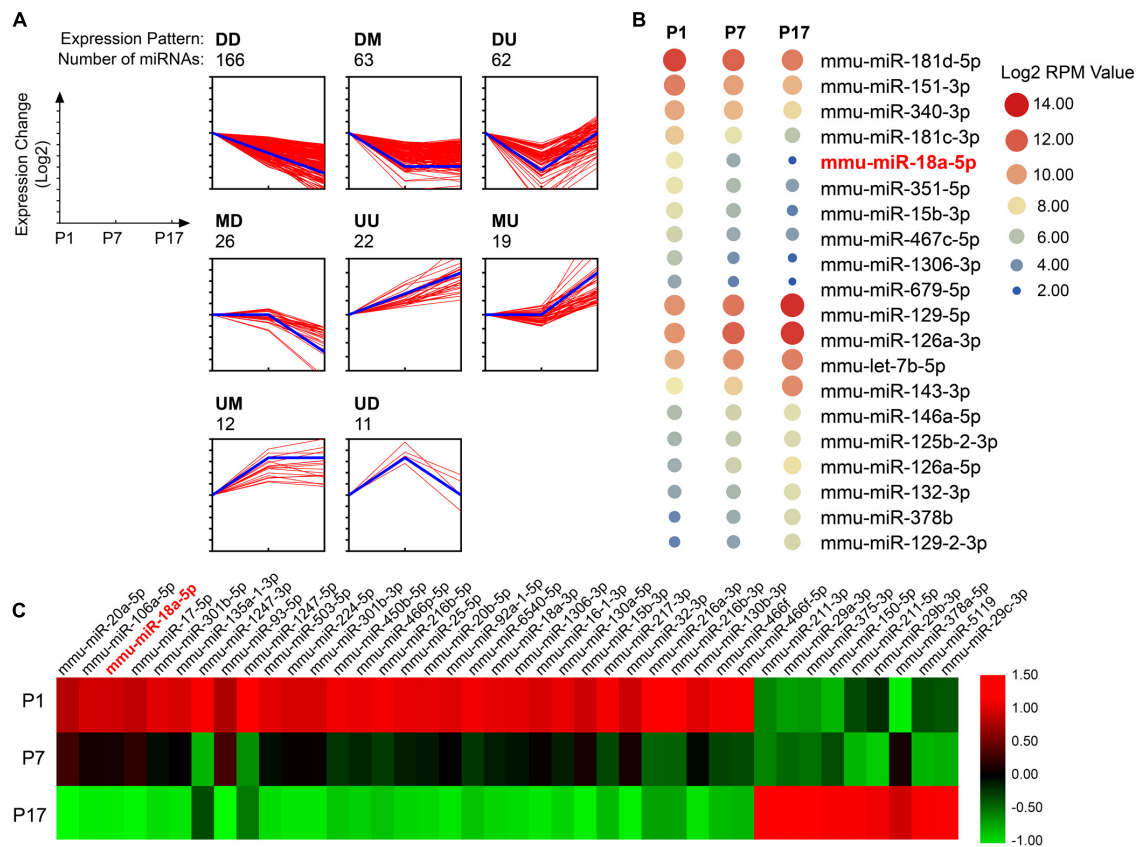 A
Expression Pattern:
Number of miRNAs:
DD
166
DM
63
DU
62
Expression Change
(Log2)
P1 P7 P17
MD
26
UU
22
MU
19
UM
12
UD
11
B
P1 P7 P17
mmu-miR-181d-5p
mmu-miR-151-3p
mmu-miR-340-3p
mmu-miR-181c-3p
mmu-miR-18a-5p
mmu-miR-351-5p
mmu-miR-15b-3p
mmu-miR-467c-5p
mmu-miR-1306-3p
mmu-miR-679-5p
mmu-miR-129-5p
mmu-miR-126a-3p
mmu-let-7b-5p
mmu-miR-143-3p
mmu-miR-146a-5p
mmu-miR-125b-2-3p
mmu-miR-126a-5p
mmu-miR-132-3p
mmu-miR-378b
mmu-miR-129-2-3p
Log2 RPM Value
14.00
12.00
10.00
8.00
6.00
4.00
2.00
C
mmu-miR-20a-5p
mmu-miR-106a-5p
mmu-miR-18a-5p
mmu-miR-17-5p
mmu-miR-301b-5p
mmu-miR-135a-1-3p
mmu-miR-1247-3p
mmu-miR-93-5p
mmu-miR-1247-5p
mmu-miR-503-5p
mmu-miR-224-5p
mmu-miR-301b-3p
mmu-miR-450b-5p
mmu-miR-466p-5p
mmu-miR-216b-5p
mmu-miR-25-5p
mmu-miR-20b-5p
mmu-miR-92a-1-5p
mmu-miR-6540-5p
mmu-miR-18a-3p
mmu-miR-1306-3p
mmu-miR-16-1-3p
mmu-miR-130a-5p
mmu-miR-15b-3p
mmu-miR-217-3p
mmu-miR-32-3p
mmu-miR-216a-3p
mmu-miR-216b-3p
mmu-miR-130b-3p
mmu-miR-466f
mmu-miR-466f-5p
mmu-miR-211-3p
mmu-miR-29a-3p
mmu-miR-375-3p
mmu-miR-150-5p
mmu-miR-211-5p
mmu-miR-29b-3p
mmu-miR-378a-5p
mmu-miR-5119
mmu-miR-29c-3p
P1
P7
P17
1.50
1.00
0.50
0.00
-0.50
-1.00